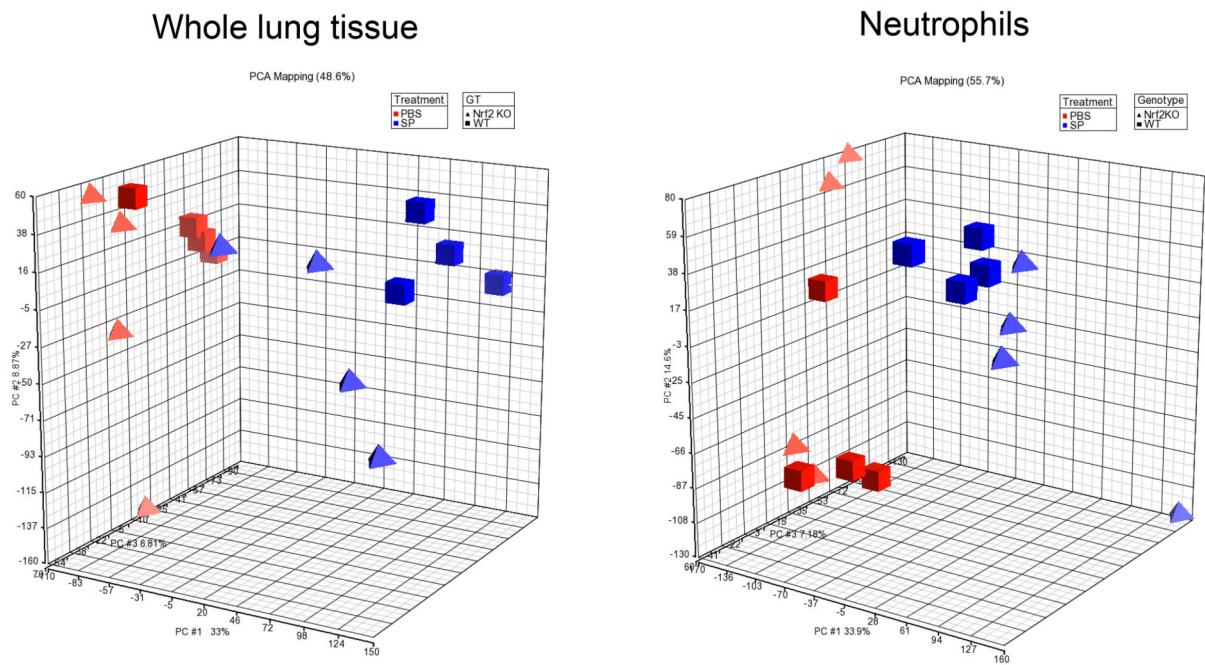 Whole lung tissue
PCA Mapping (48.6%)
Treatment GT
PBS Nrf2 KO
SP WT
60
38
16
-5
-27
-50
-71
-93
-115
-137
-160
PC #2 8.87%
PC #3 6.81%
-110
-83
-57
-31
-5
20
46
72
98
124
150
PC #1 33%
Neutrophils
PCA Mapping (55.7%)
Treatment Genotype
PBS Nrf2KO
SP WT
80
59
38
17
-3
-25
-45
-66
-87
-108
-130
PC #2 14.6%
PC #3 7.18%
-170
-136
-103
-70
-37
-5
28
61
94
127
160
PC #1 33.9%